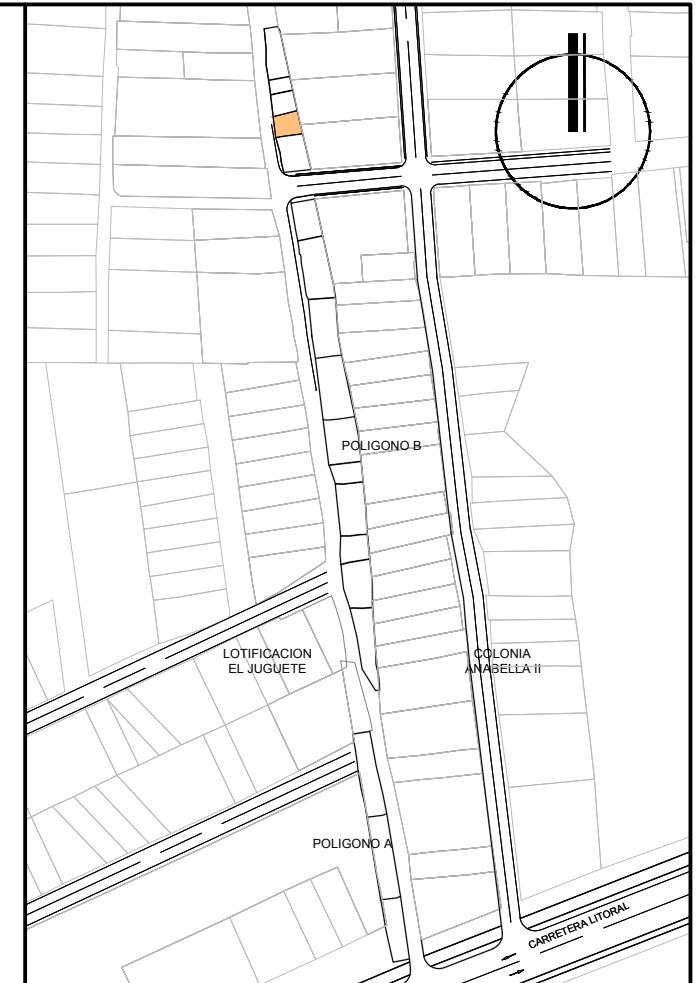 POLIGONO B
LOTIFICACION
EL JUGUETE
COLONIA
ANABELLA II
POLIGONO A
CARRETERA LITORAL